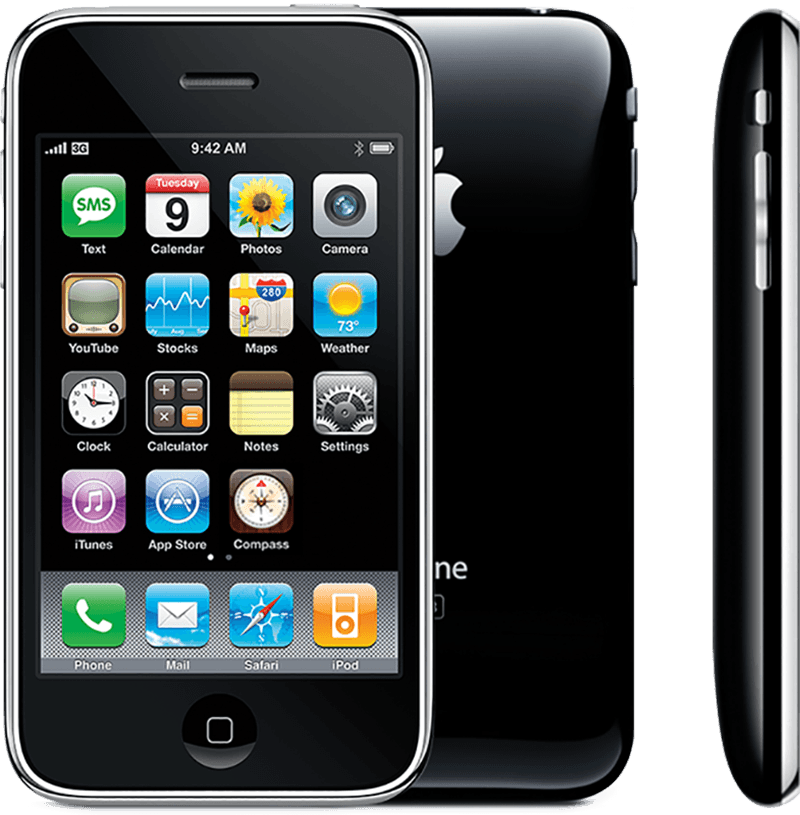 3G 9:42 AM
SMS
Tuesday
9
280
73°
Text Calendar Photos Camera
YouTube Stocks Maps Weather
Clock Calculator Notes Settings
iTunes App Store Compass
Phone Mail Safari iPod
ne